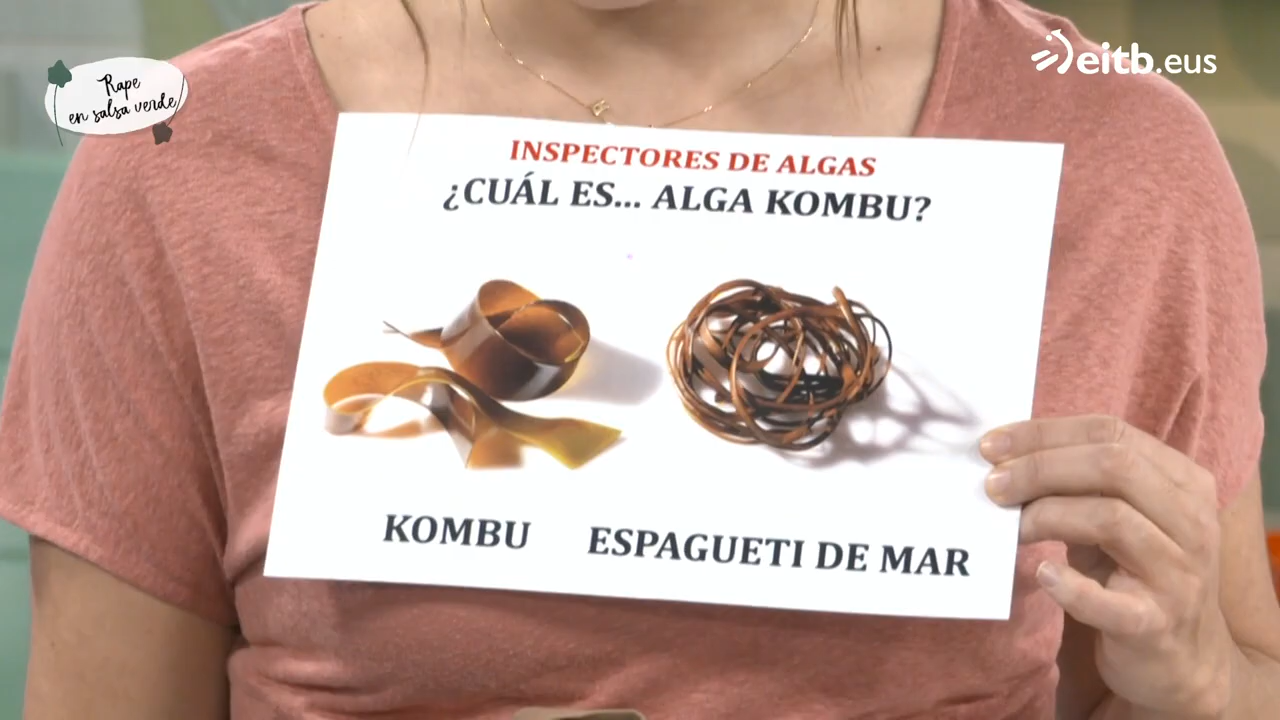 Rape
en salsa verde
eitb.eus
INSPECTORES DE ALGAS
¿CUÁL ES... ALGA KOMBU?
KOMBU
ESPAGUETI DE MAR